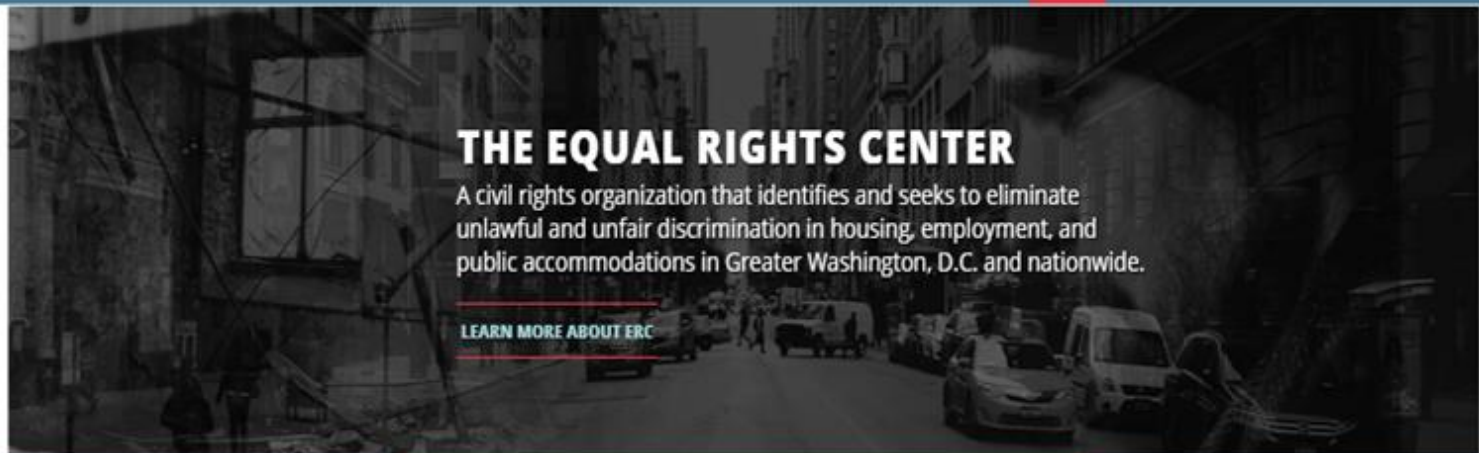 THE EQUAL RIGHTS CENTER
A civil rights organization that identifies and seeks to eliminate
unlawful and unfair discrimination in housing, employment, and
public accommodations in Greater Washington, D.C. and nationwide.
LEARN MORE ABOUT ERC